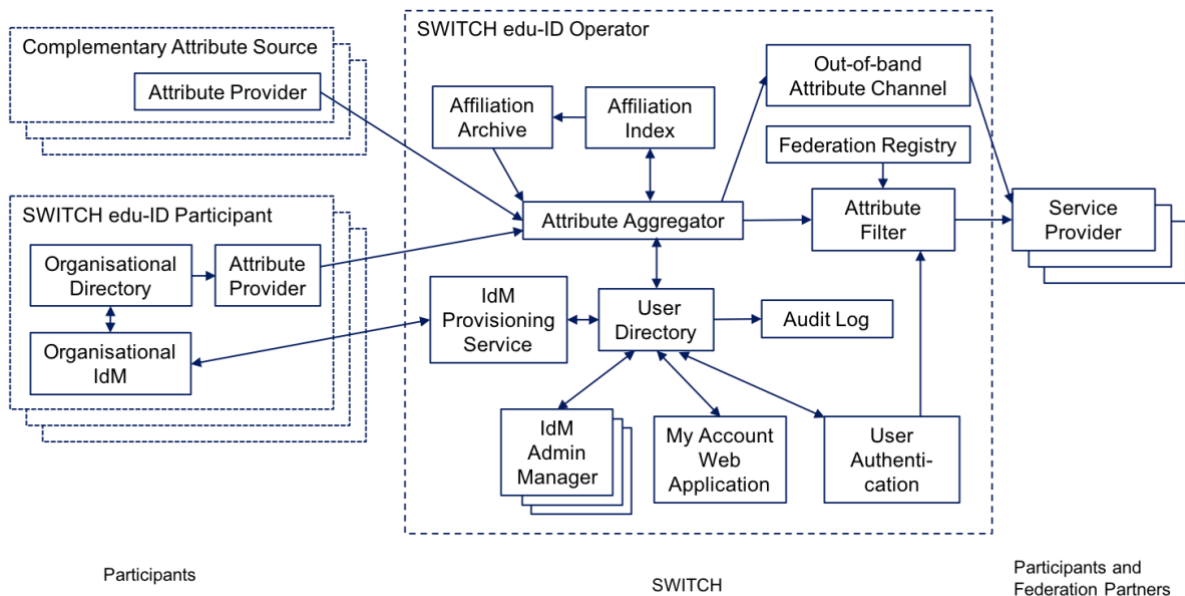 Complementary Attribute Source
Attribute Provider
SWITCH edu-ID Participant
Organisational
Directory
Attribute
Provider
Organisational
IdM
SWITCH edu-ID Operator
Out-of-band
Attribute Channel
Affiliation
Archive
Affiliation
Index
Federation Registry
Attribute Aggregator
Attribute
Filter
Service
Provider
IdM
Provisioning
Service
User
Directory
Audit Log
IdM
Admin
Manager
My Account
Web
Application
User
Authenti-
cation
Participants
SWITCH
Participants and
Federation Partners